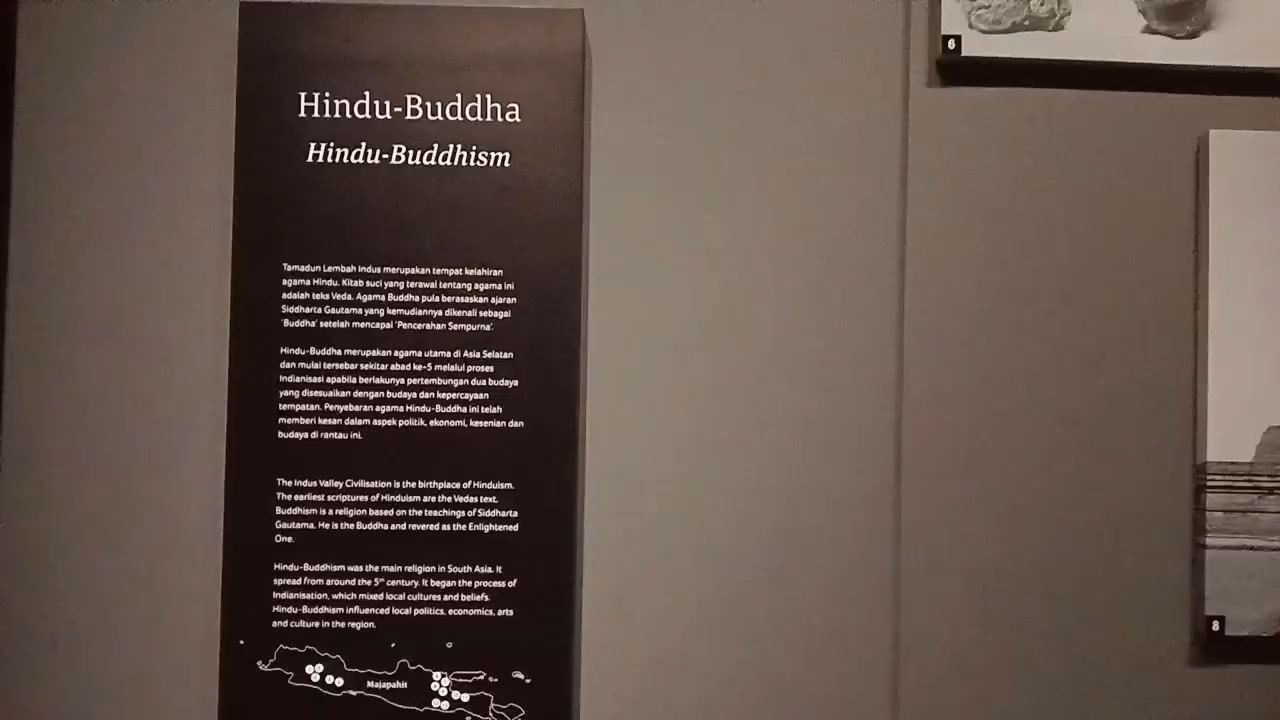 Hindu-Buddha
Hindu-Buddhism
Tamadun Lembah Indus merupakan tempat kelahiran
agama Hindu. Kitab suci yang terawal tentang agama ini
adalah teks Veda. Agama Buddha pula berasaskan ajaran
Siddharta Gautama yang kemudiannya dikenali sebagai
'Buddha' setelah mencapai 'Pencerahan Sempurna'.
Hindu-Buddha merupakan agama utama di Asia Selatan
dan mulai tersebar sekitar abad ke-5 melalui proses
Indianisasi apabila berlakunya pertembungan dua budaya
yang disesuaikan dengan budaya dan kepercayaan
tempatan. Penyebaran agama Hindu-Buddha ini telah
memberi kesan dalam aspek politik, ekonomi, kesenian dan
budaya di rantau ini.
The Indus Valley Civilisation is the birthplace of Hinduism.
The earliest scriptures of Hinduism are the Vedas text.
Buddhism is a religion based on the teachings of Siddharta
Gautama. He is the Buddha and revered as the Enlightened
One.
Hindu-Buddhism was the main religion in South Asia. It
spread from around the 5th century. It began the process of
Indianisation, which mixed local cultures and beliefs.
Hindu-Buddhism influenced local politics, economics, arts
and culture in the region.
Majapahit
6
8